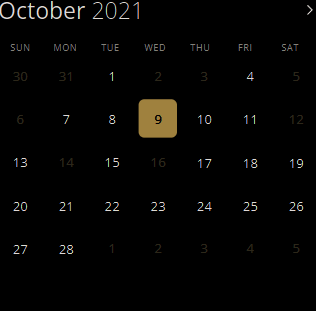 October 2021
SUN MON TUE WED THU FRI SAT
30 31 1 2 3 4 5
6 7 8 9 10 11 12
13 14 15 16 17 18 19
20 21 22 23 24 25 26
27 28 1 2 3 4 5